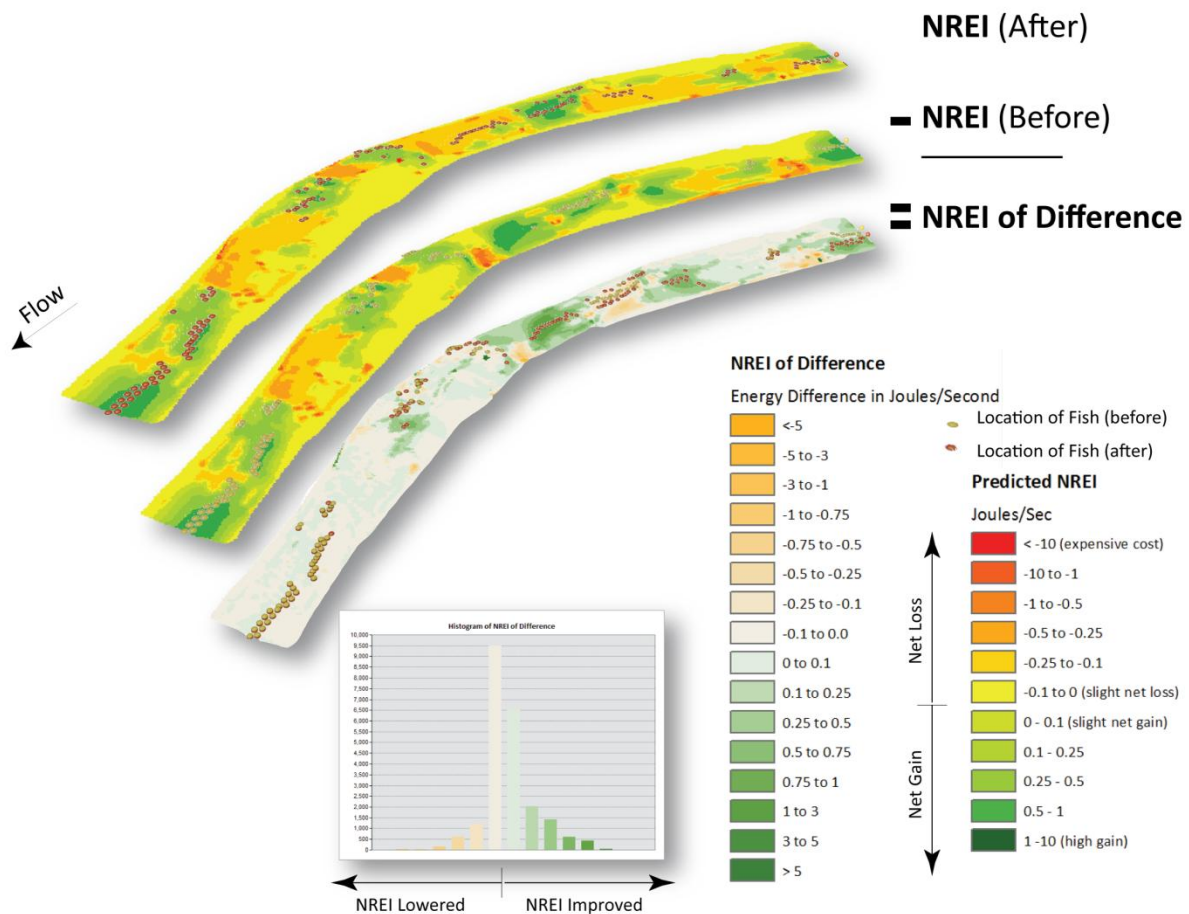 NREI (After)
- NREI (Before)
= NREI of Difference
Flow
NREI of Difference
Energy Difference in Joules/Second
<-5
-5 to -3
-3 to -1
-1 to -0.75
-0.75 to -0.5
-0.5 to -0.25
-0.25 to -0.1
-0.1 to 0.0
0 to 0.1
0.1 to 0.25
0.25 to 0.5
0.5 to 0.75
0.75 to 1
1 to 3
3 to 5
> 5
Location of Fish (before)
Location of Fish (after)
Predicted NREI
Joules/Sec
< -10 (expensive cost)
-10 to -1
-1 to -0.5
-0.5 to -0.25
-0.25 to -0.1
-0.1 to 0 (slight net loss)
0 - 0.1 (slight net gain)
0.1 - 0.25
0.25 - 0.5
0.5 - 1
1 -10 (high gain)
Net Loss
Net Gain
Histogram of NREI of Difference
10,000
9,500
9,000
8,500
8,000
7,500
7,000
6,500
6,000
5,500
5,000
4,500
4,000
3,500
3,000
2,500
2,000
1,500
1,000
500
0
NREI Lowered
NREI Improved